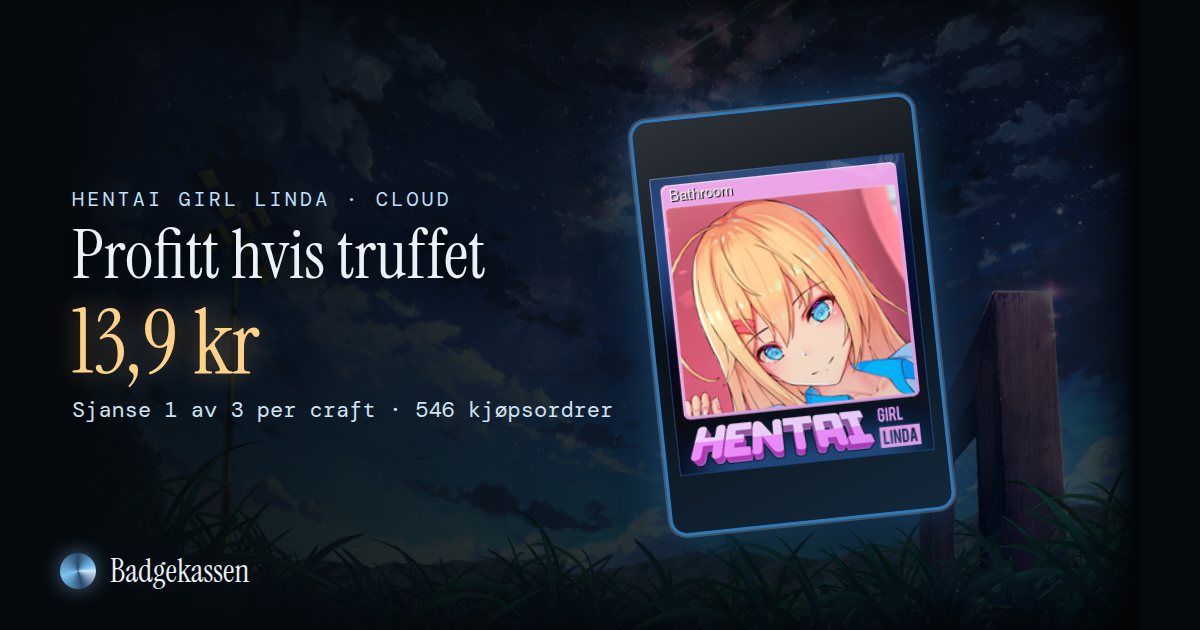 HENTAI GIRL LINDA · CLOUD
Profitt hvis truffet
13,9 kr
Sjanse 1 av 3 per craft · 546 kjøpsordrer
Bathroom
HENTAI GIRL LINDA
Badgekassen